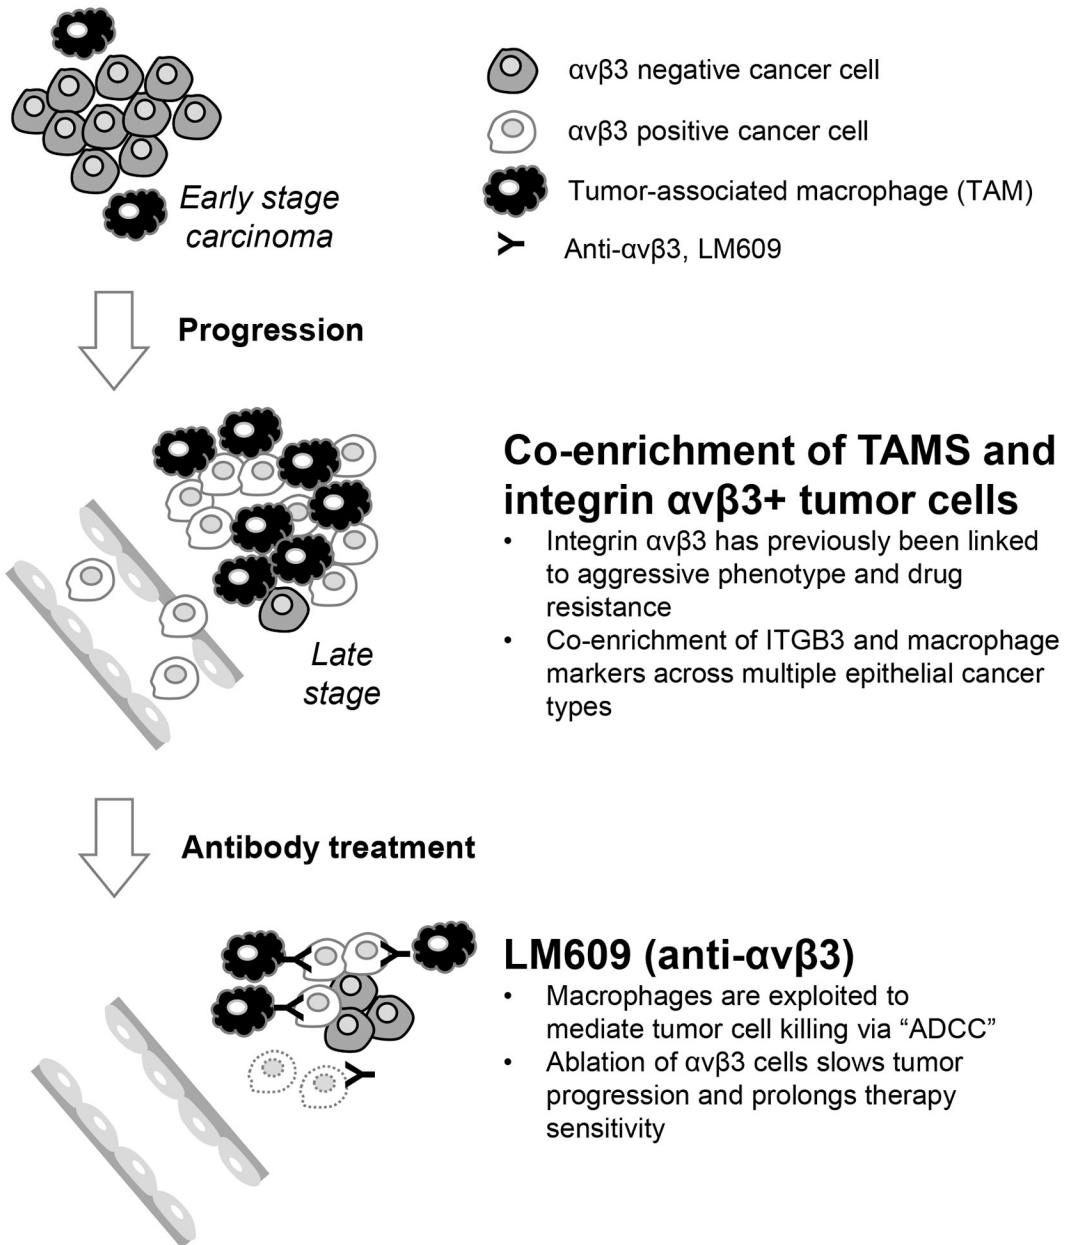 αvβ3 negative cancer cell
αvβ3 positive cancer cell
Tumor-associated macrophage (TAM)
Anti-αvβ3, LM609
Early stage
carcinoma
Progression
Co-enrichment of TAMS and
integrin αvβ3+ tumor cells
• Integrin αvβ3 has previously been linked
to aggressive phenotype and drug
resistance
• Co-enrichment of ITGB3 and macrophage
markers across multiple epithelial cancer
types
Late
stage
Antibody treatment
LM609 (anti-αvβ3)
• Macrophages are exploited to
mediate tumor cell killing via “ADCC”
• Ablation of αvβ3 cells slows tumor
progression and prolongs therapy
sensitivity